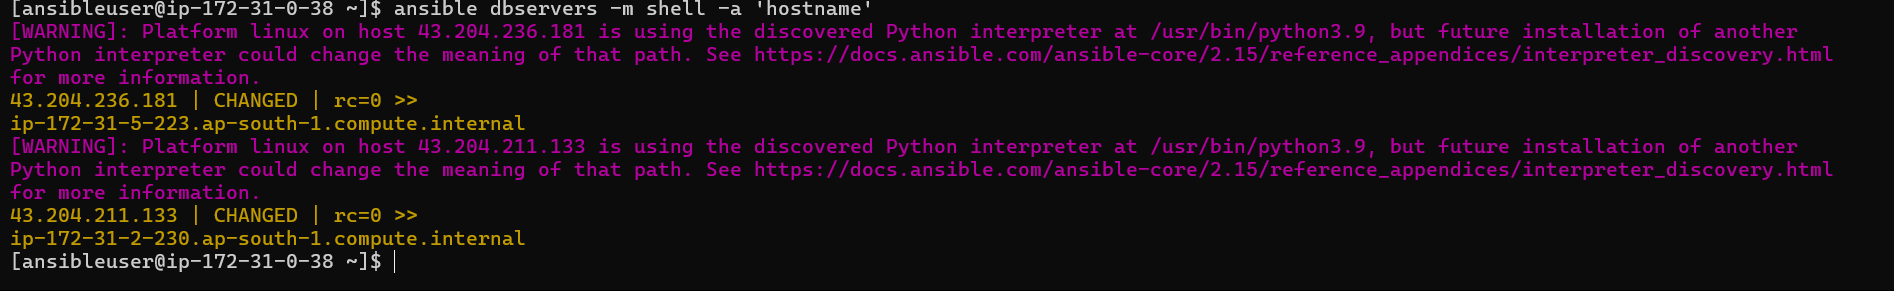 [ansibleuser@ip-172-31-0-38 ~]$ ansible dbservers -m shell -a 'hostname'
[WARNING]: Platform linux on host 43.204.236.181 is using the discovered Python interpreter at /usr/bin/python3.9, but future installation of another
Python interpreter could change the meaning of that path. See https://docs.ansible.com/ansible-core/2.15/reference_appendices/interpreter_discovery.html
for more information.
43.204.236.181 | CHANGED | rc=0 >>
ip-172-31-5-223.ap-south-1.compute.internal
[WARNING]: Platform linux on host 43.204.211.133 is using the discovered Python interpreter at /usr/bin/python3.9, but future installation of another
Python interpreter could change the meaning of that path. See https://docs.ansible.com/ansible-core/2.15/reference_appendices/interpreter_discovery.html
for more information.
43.204.211.133 | CHANGED | rc=0 >>
ip-172-31-2-230.ap-south-1.compute.internal
[ansibleuser@ip-172-31-0-38 ~]$